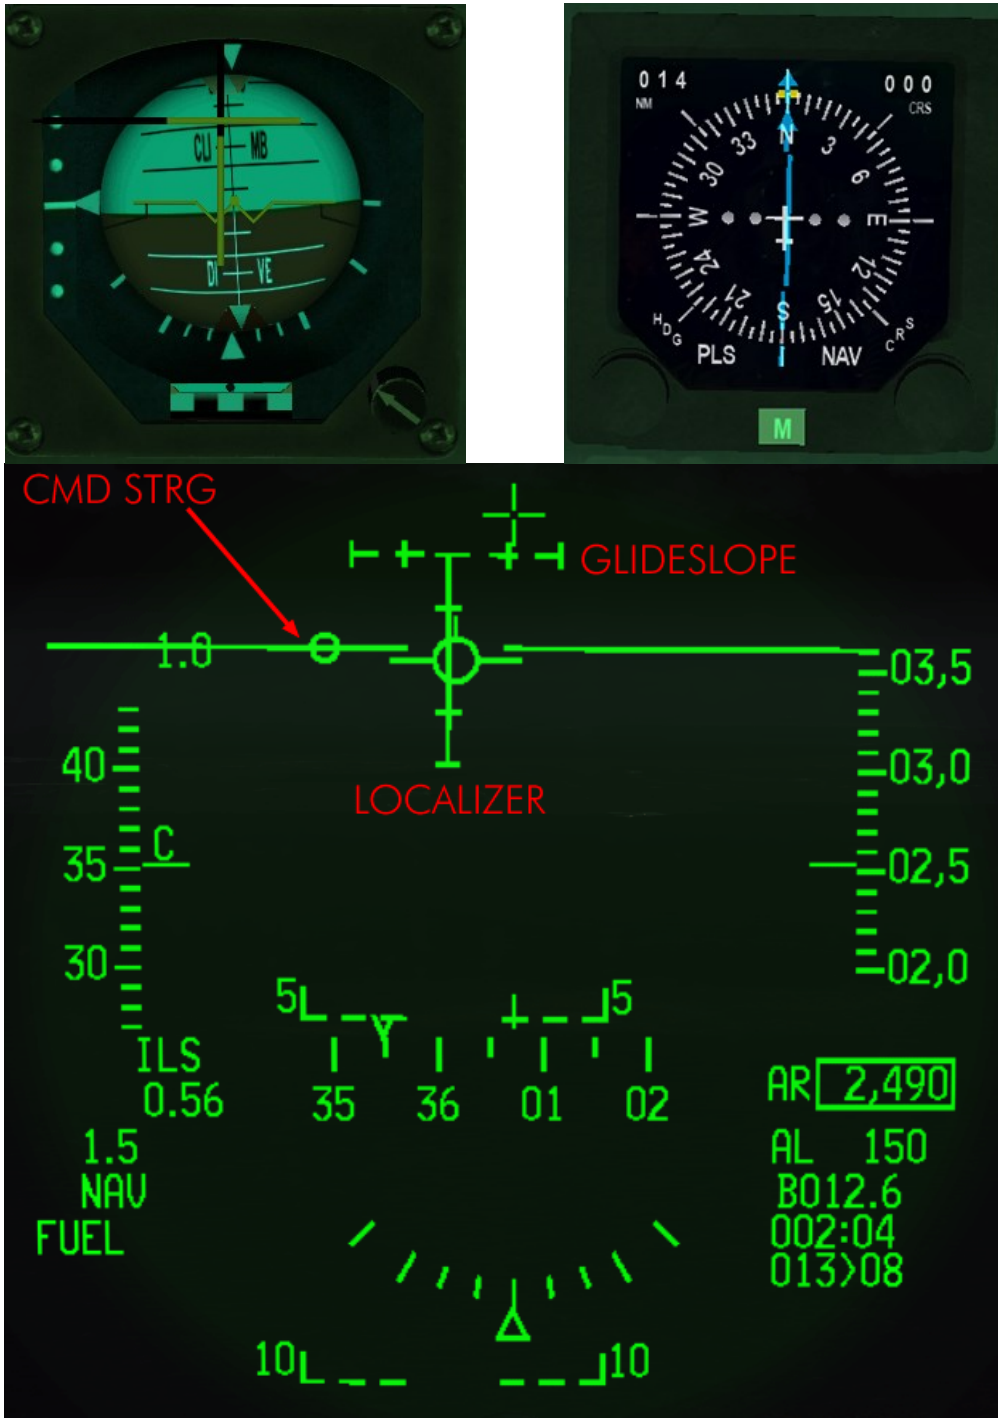 CLI MB
DI VE
014
NM
000
CRS
N
33
3
30
6
W
E
24
12
21
15
S
HDG
CRS
PLS
NAV
M
CMD STRG
GLIDESLOPE
1.0
03,5
40
03,0
LOCALIZER
C
35
02,5
30
02,0
5
5
ILS
0.56
35 36 01 02
AR 2,490
1.5
AL 150
NAV
BO12.6
FUEL
002:04
013>08
10
10